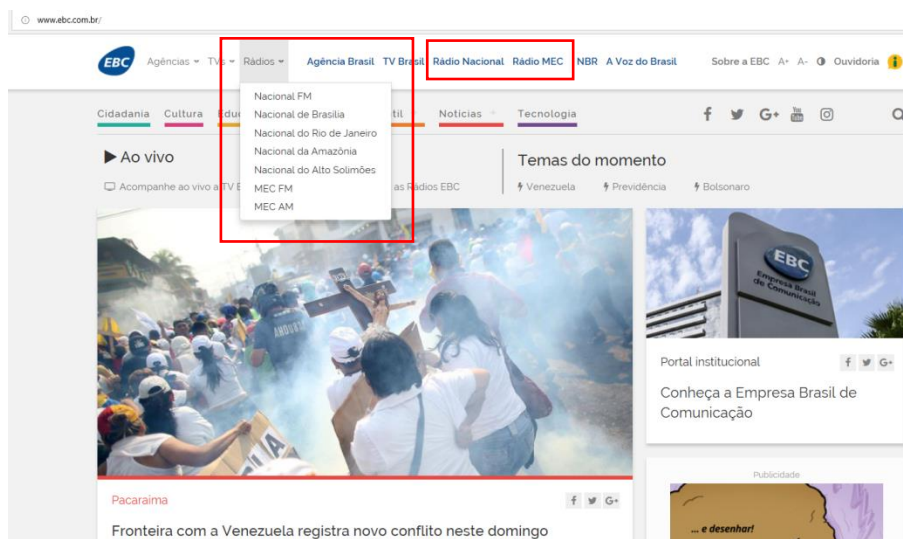 www.ebc.com.br/
EBC Agências TVs Rádios Agência Brasil TV Brasil Rádio Nacional Rádio MEC NBR A Voz do Brasil Sobre a EBC A+ A- Ouvidoria
Nacional FM
Nacional de Brasília
Nacional do Rio de Janeiro
Nacional da Amazônia
Nacional do Alto Solimões
MEC FM
MEC AM
Cidadania Cultura Notícias + Tecnologia
Ao vivo
Acompanhe ao vivo a TV as Rádios EBC
Temas do momento
Venezuela Previdência Bolsonaro
EBC
Empresa Brasil
de Comunicação
Portal institucional f G+
Conheça a Empresa Brasil de
Comunicação
Publicidade
... e desenhar!
Pacaraima f G+
Fronteira com a Venezuela registra novo conflito neste domingo